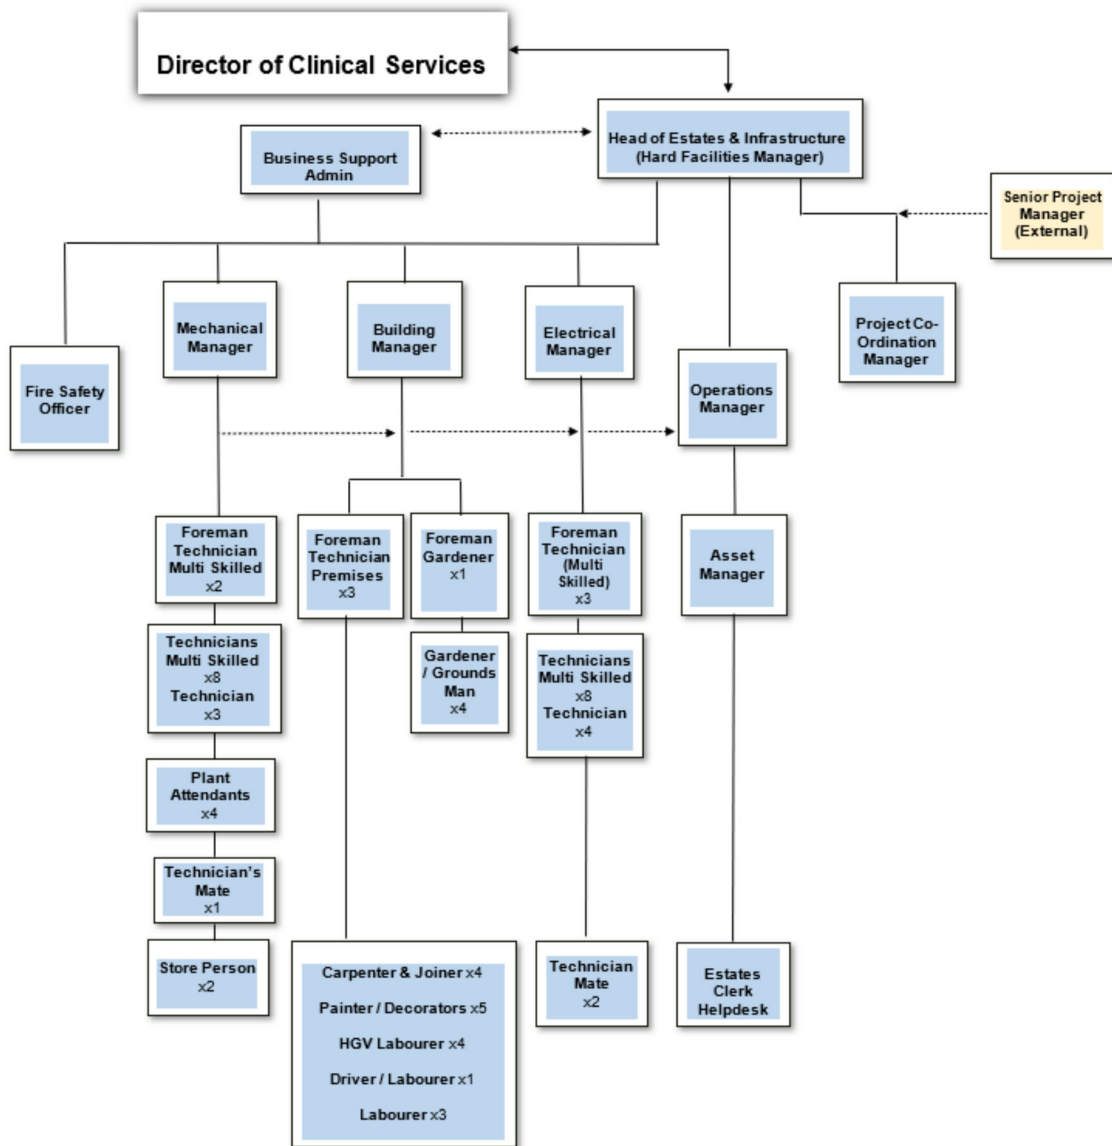 Director of Clinical Services
Head of Estates & Infrastructure
(Hard Facilities Manager)
Business Support
Admin
Senior Project
Manager
(External)
Mechanical
Manager
Building
Manager
Electrical
Manager
Project Co-
Ordination
Manager
Fire Safety
Officer
Operations
Manager
Foreman
Technician
Multi Skilled
x2
Foreman
Technician
Premises
x3
Foreman
Gardener
x1
Foreman
Technician
(Multi
Skilled)
x3
Asset
Manager
Technicians
Multi Skilled
x8
Technician
x3
Gardener
/ Grounds
Man
x4
Technicians
Multi Skilled
x8
Technician
x4
Plant
Attendants
x4
Technician's
Mate
x1
Store Person
x2
Carpenter & Joiner x4
Painter / Decorators x5
HGV Labourer x4
Driver / Labourer x1
Labourer x3
Technician
Mate
x2
Estates
Clerk
Helpdesk